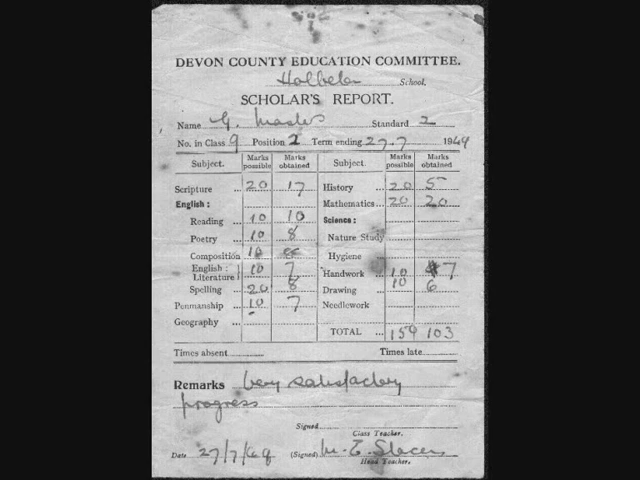 DEVON COUNTY EDUCATION COMMITTEE.
Holbeton School.
SCHOLAR'S REPORT.
Name G. Masters Standard 2
No. in Class 9 Position 2 Term ending 27.7 1949
Subject. Marks possible Marks obtained Subject. Marks possible Marks obtained
Scripture ... 20 17 History ... 20 5
English : Mathematics... 20 20
Reading ... 10 10 Science :
Poetry ... 10 8 Nature Study
Composition 10 Hygiene
English : Literature 10 7 Handwork ... 10 7
Spelling ... 20 8 Drawing ... 10 6
Penmanship ... 10 7 Needlework
Geography ... TOTAL ... 150 103
Times absent Times late
Remarks Very satisfactory
progress
Signed
Class Teacher.
Date 27/7/49 (Signed) M. E.
Head Teacher.